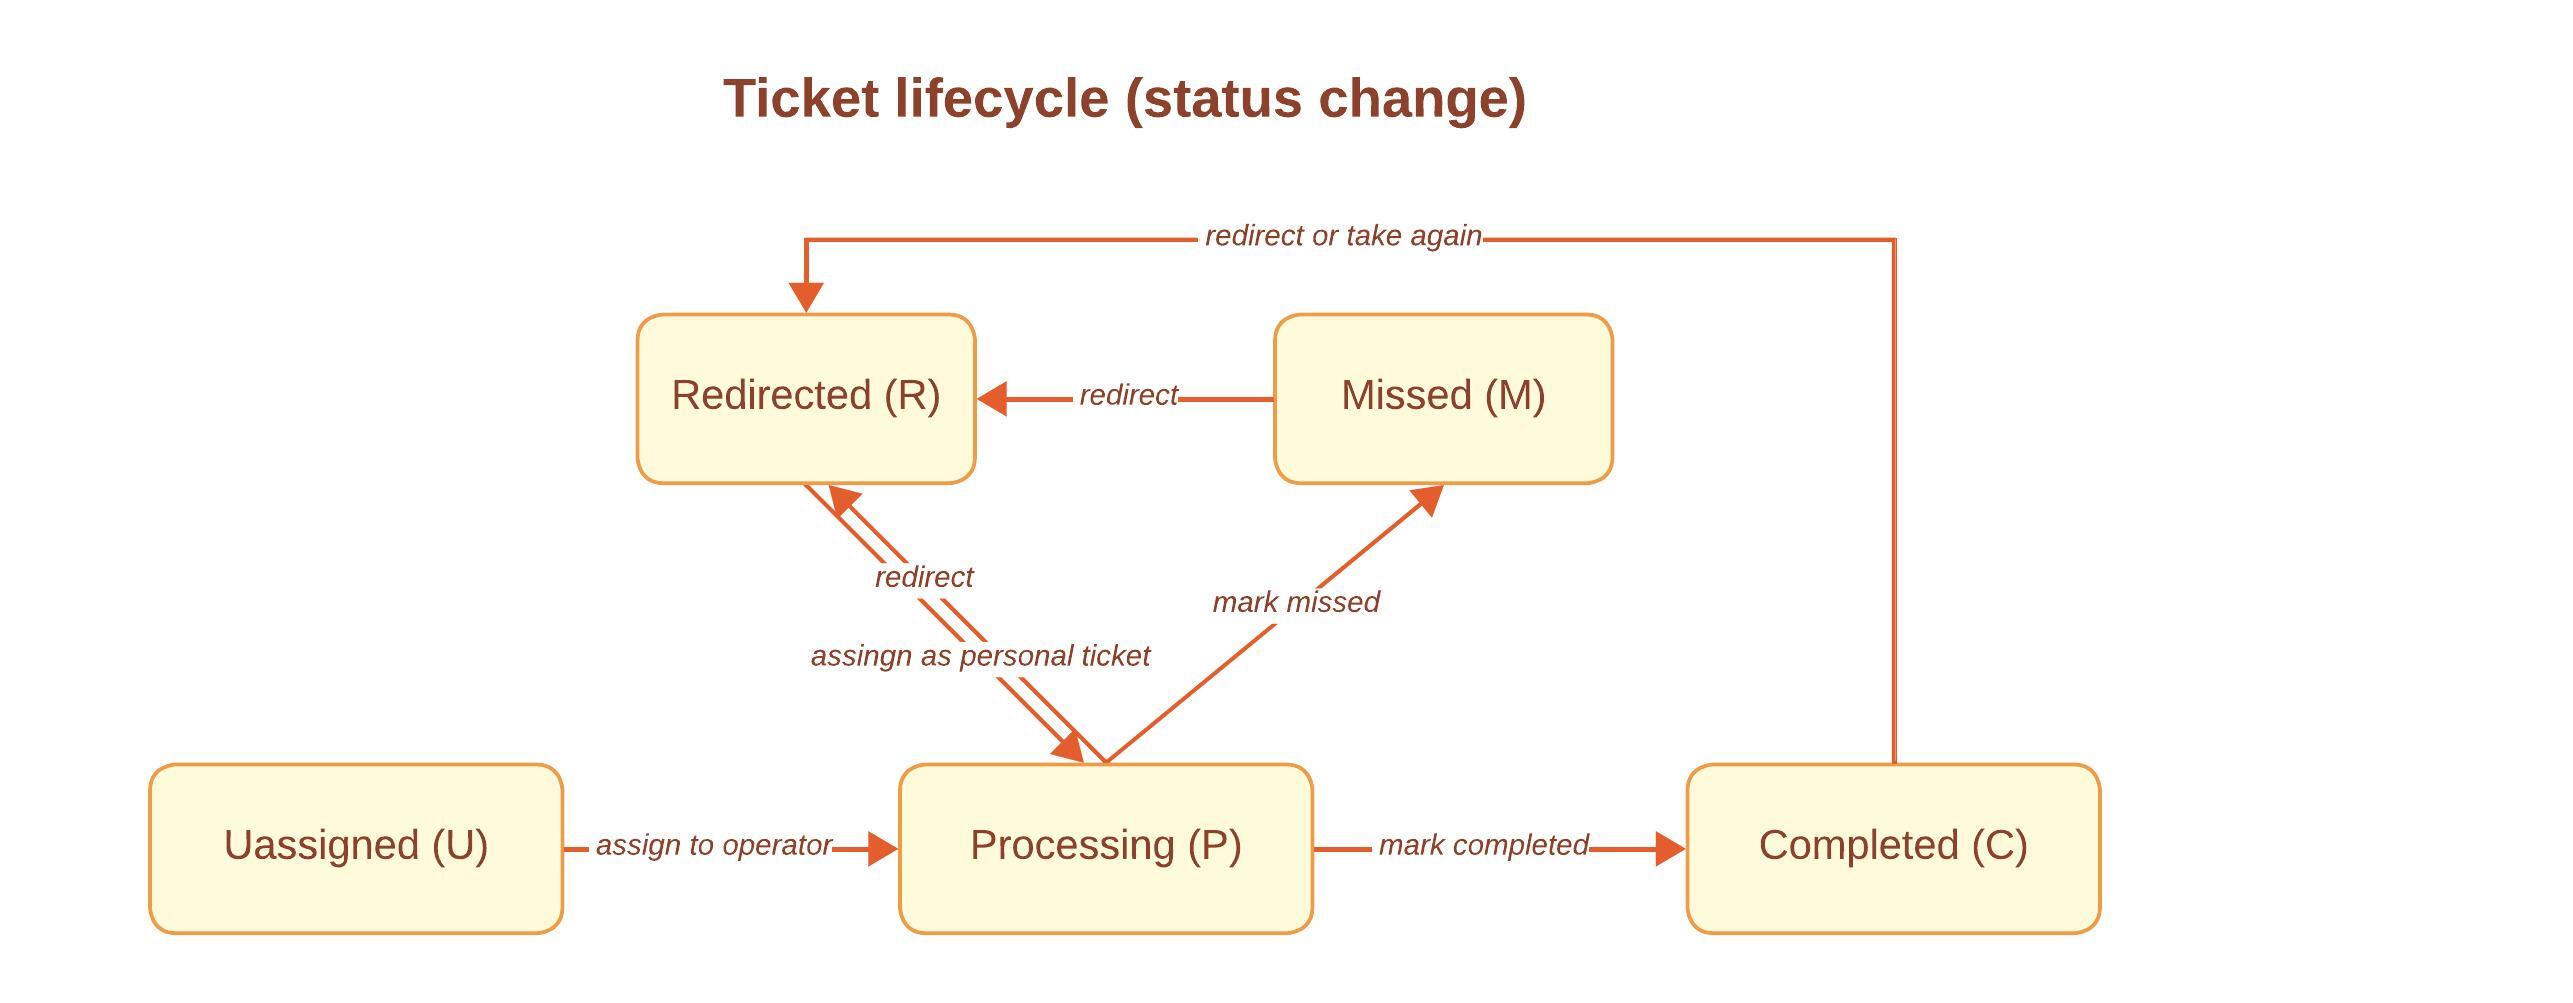 Ticket lifecycle (status change)
redirect or take again
Redirected (R)
redirect
Missed (M)
redirect
mark missed
assingn as personal ticket
Uassigned (U)
assign to operator
Processing (P)
mark completed
Completed (C)